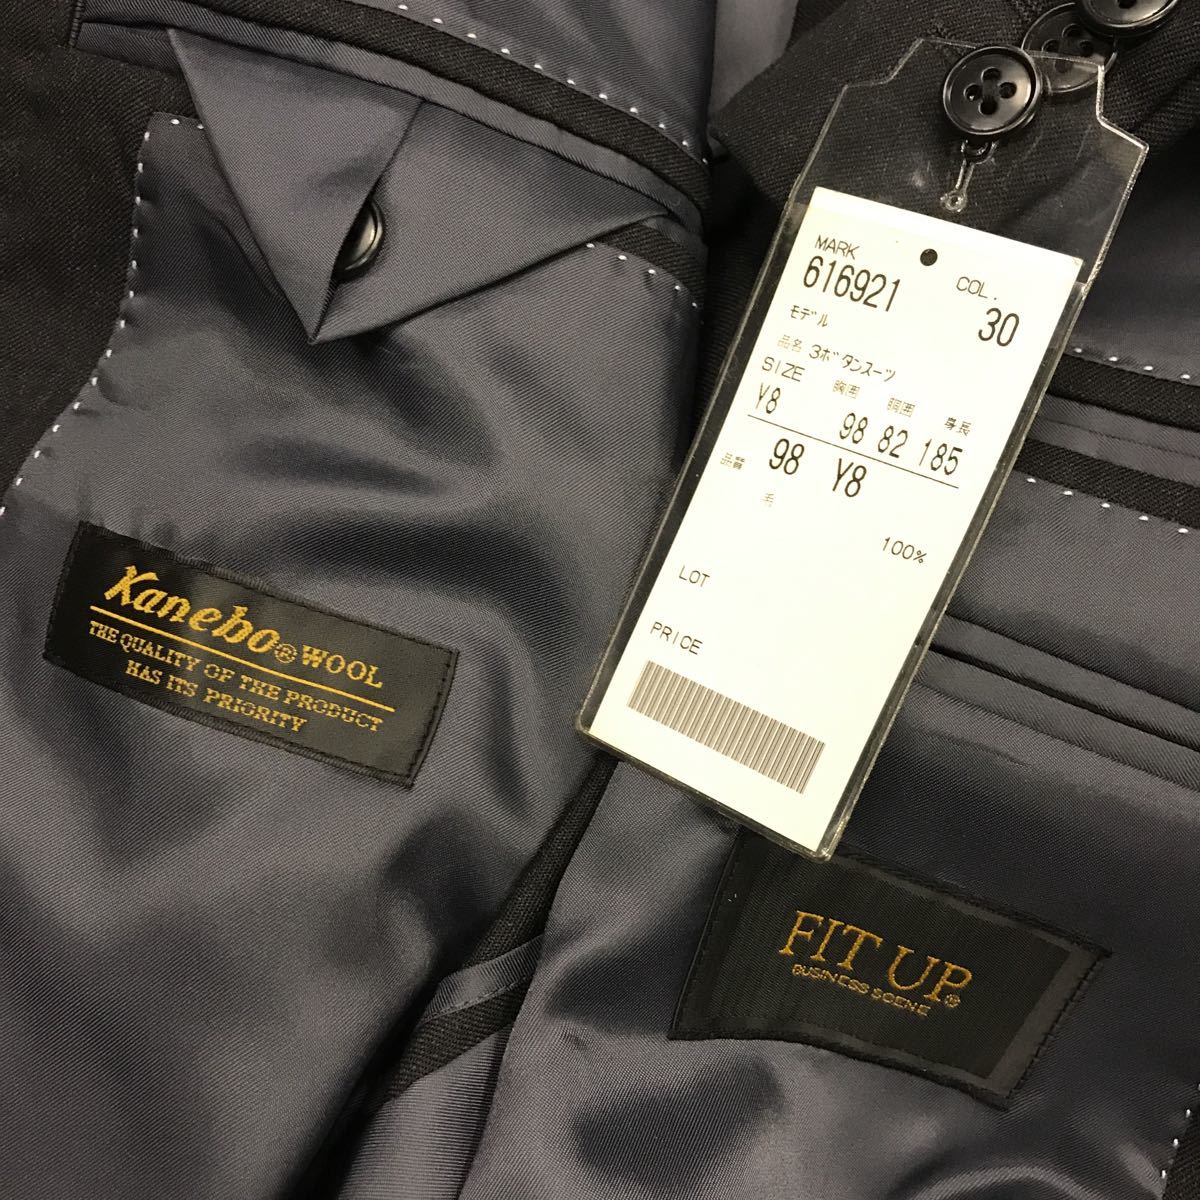 MARK COL.
616921 30
モデル
品名 3ボタンスーツ
SIZE 胸囲 胴囲 身長
Y8 98 82 185
品質 98 Y8
毛 100%
LOT
PRICE
Kanebo® WOOL
THE QUALITY OF THE PRODUCT
HAS ITS PRIORITY
FIT UP®
BUSINESS SCENE